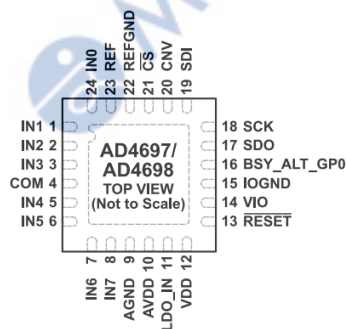 24 IN0
23 REF
22 REFGND
21 CS
20 CNV
19 SDI
IN1 1
IN2 2
IN3 3
COM 4
IN4 5
IN5 6
AD4697/
AD4698
TOP VIEW
(Not to Scale)
18 SCK
17 SDO
16 BSY_ALT_GP0
15 IOGND
14 VIO
13 RESET
IN6 7
IN7 8
AGND 9
AVDD 10
LDO_IN 11
VDD 12